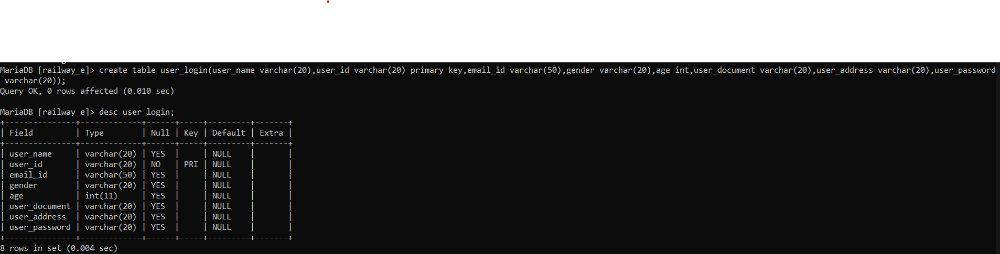 MariaDB [railway_e]> create table user_login(user_name varchar(20),user_id varchar(20) primary key,email_id varchar(50),gender varchar(20),age int,user_document varchar(20),user_address varchar(20),user_password
 varchar(20));
Query OK, 0 rows affected (0.010 sec)

MariaDB [railway_e]> desc user_login;
+---------------+-------------+------+-----+---------+-------+
| Field         | Type        | Null | Key | Default | Extra |
+---------------+-------------+------+-----+---------+-------+
| user_name     | varchar(20) | YES  |     | NULL    |       |
| user_id       | varchar(20) | NO   | PRI | NULL    |       |
| email_id      | varchar(50) | YES  |     | NULL    |       |
| gender        | varchar(20) | YES  |     | NULL    |       |
| age           | int(11)     | YES  |     | NULL    |       |
| user_document | varchar(20) | YES  |     | NULL    |       |
| user_address  | varchar(20) | YES  |     | NULL    |       |
| user_password | varchar(20) | YES  |     | NULL    |       |
+---------------+-------------+------+-----+---------+-------+
8 rows in set (0.004 sec)